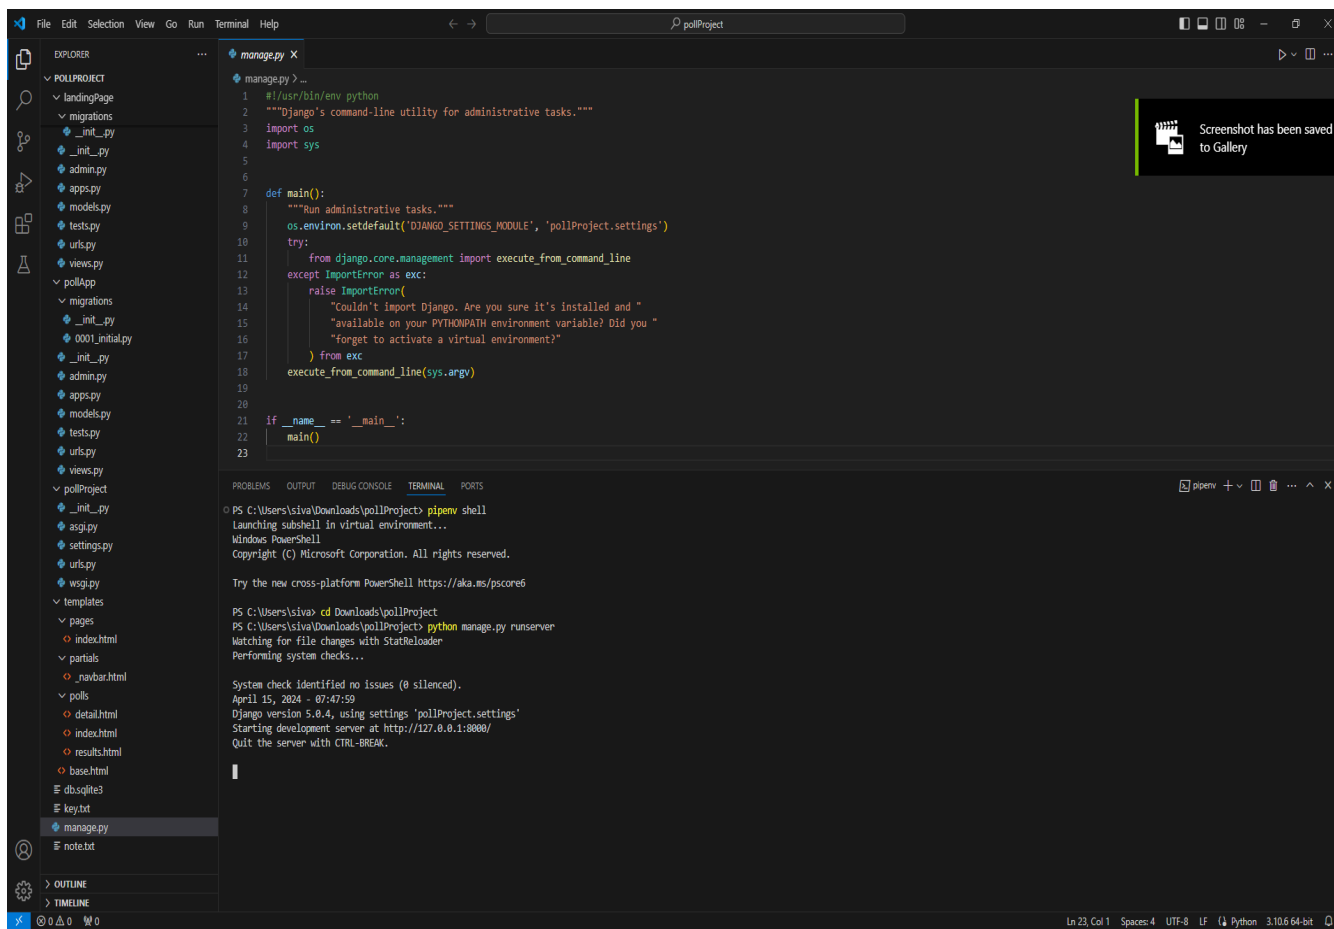 File Edit Selection View Go Run Terminal Help
pollProject
EXPLORER
POLLPROJECT
landingPage
migrations
__init__.py
__init__.py
admin.py
apps.py
models.py
tests.py
urls.py
views.py
pollApp
migrations
__init__.py
0001_initial.py
__init__.py
admin.py
apps.py
models.py
tests.py
urls.py
views.py
pollProject
__init__.py
asgi.py
settings.py
urls.py
wsgi.py
templates
pages
index.html
partials
_navbar.html
polls
detail.html
index.html
results.html
base.html
db.sqlite3
key.txt
manage.py
note.txt
OUTLINE
TIMELINE
manage.py
manage.py > ...
1 #!/usr/bin/env python
2 """Django's command-line utility for administrative tasks."""
3 import os
4 import sys
5
6
7 def main():
8 """Run administrative tasks."""
9 os.environ.setdefault('DJANGO_SETTINGS_MODULE', 'pollProject.settings')
10 try:
11 from django.core.management import execute_from_command_line
12 except ImportError as exc:
13 raise ImportError(
14 "Couldn't import Django. Are you sure it's installed and "
15 "available on your PYTHONPATH environment variable? Did you "
16 "forget to activate a virtual environment?"
17 ) from exc
18 execute_from_command_line(sys.argv)
19
20
21 if __name__ == '__main__':
22 main()
23
Screenshot has been saved
to Gallery
PROBLEMS OUTPUT DEBUG CONSOLE TERMINAL PORTS
pipenv
PS C:\Users\siva\Downloads\pollProject> pipenv shell
Launching subshell in virtual environment...
Windows PowerShell
Copyright (C) Microsoft Corporation. All rights reserved.
Try the new cross-platform PowerShell https://aka.ms/pscore6
PS C:\Users\siva> cd Downloads\pollProject
PS C:\Users\siva\Downloads\pollProject> python manage.py runserver
Watching for file changes with StatReloader
Performing system checks...
System check identified no issues (0 silenced).
April 15, 2024 - 07:47:59
Django version 5.0.4, using settings 'pollProject.settings'
Starting development server at http://127.0.0.1:8000/
Quit the server with CTRL-BREAK.
0 0 0
Ln 23, Col 1 Spaces: 4 UTF-8 LF Python 3.10.6 64-bit